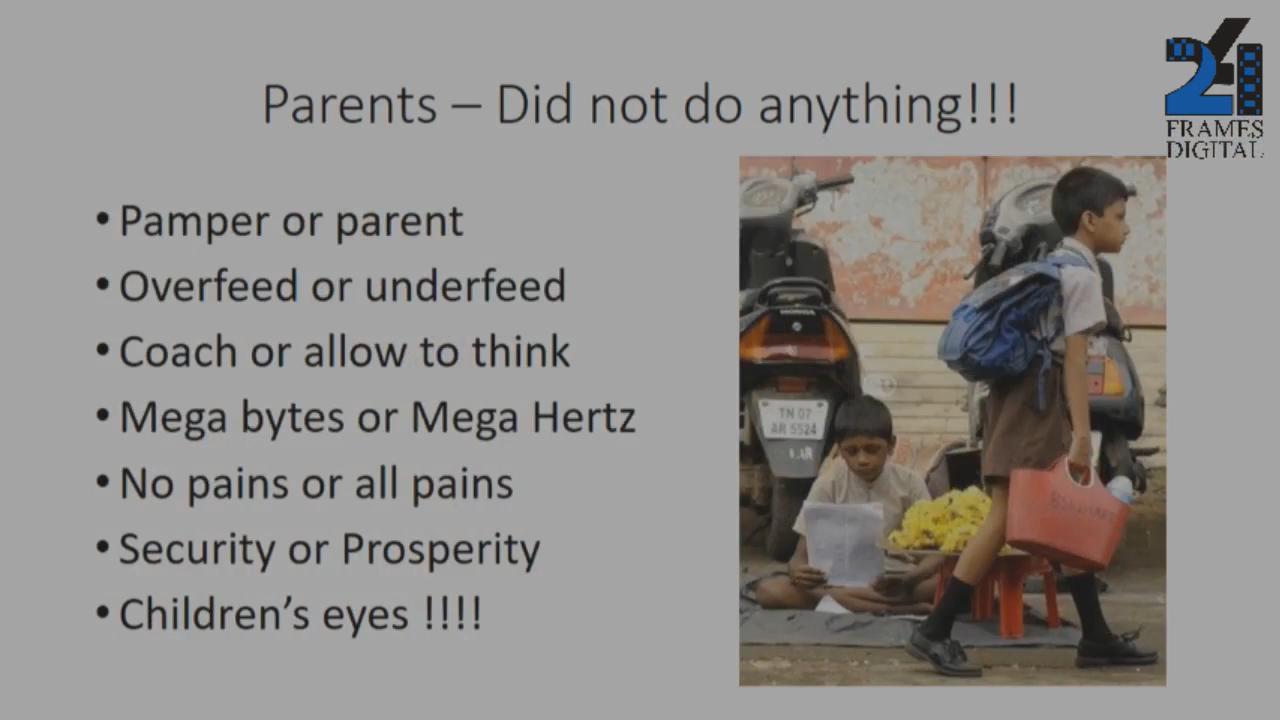 Parents – Did not do anything!!!
24
FRAMES
DIGITAL
• Pamper or parent
• Overfeed or underfeed
• Coach or allow to think
• Mega bytes or Mega Hertz
• No pains or all pains
• Security or Prosperity
• Children's eyes !!!!
HONDA
TN 07
AR 5524